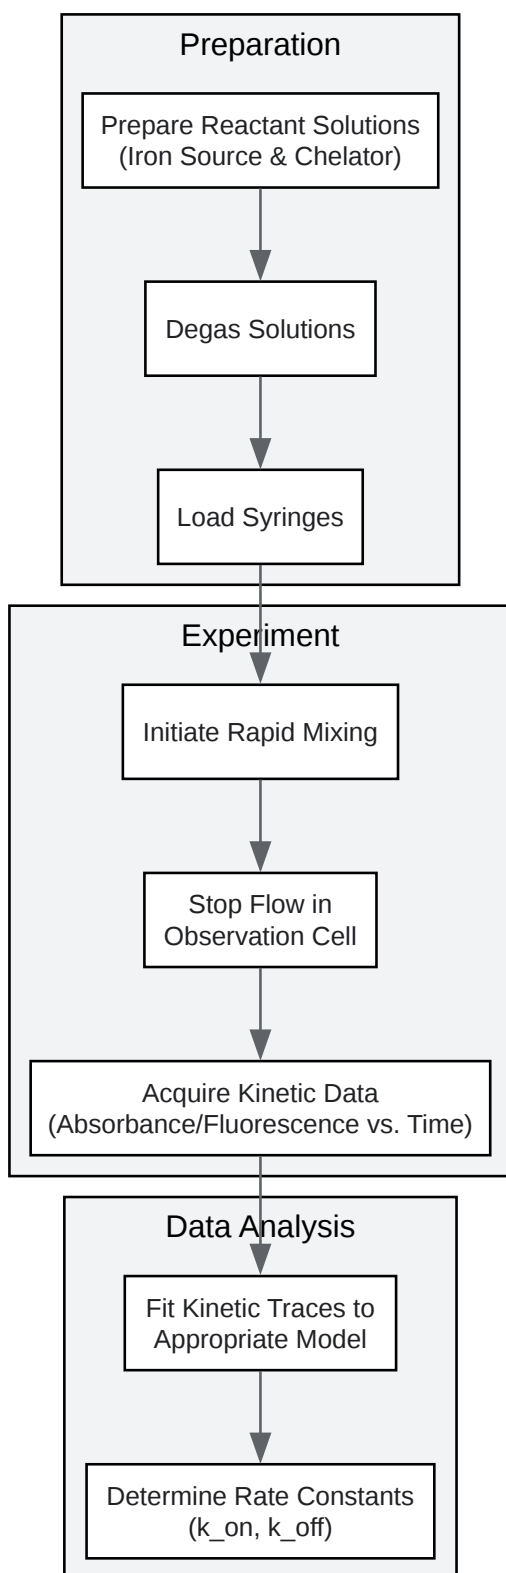 Preparation
Prepare Reactant Solutions
(Iron Source & Chelator)
Degas Solutions
Load Syringes
Experiment
Initiate Rapid Mixing
Stop Flow in
Observation Cell
Acquire Kinetic Data
(Absorbance/Fluorescence vs. Time)
Data Analysis
Fit Kinetic Traces to
Appropriate Model
Determine Rate Constants
(k_on, k_off)